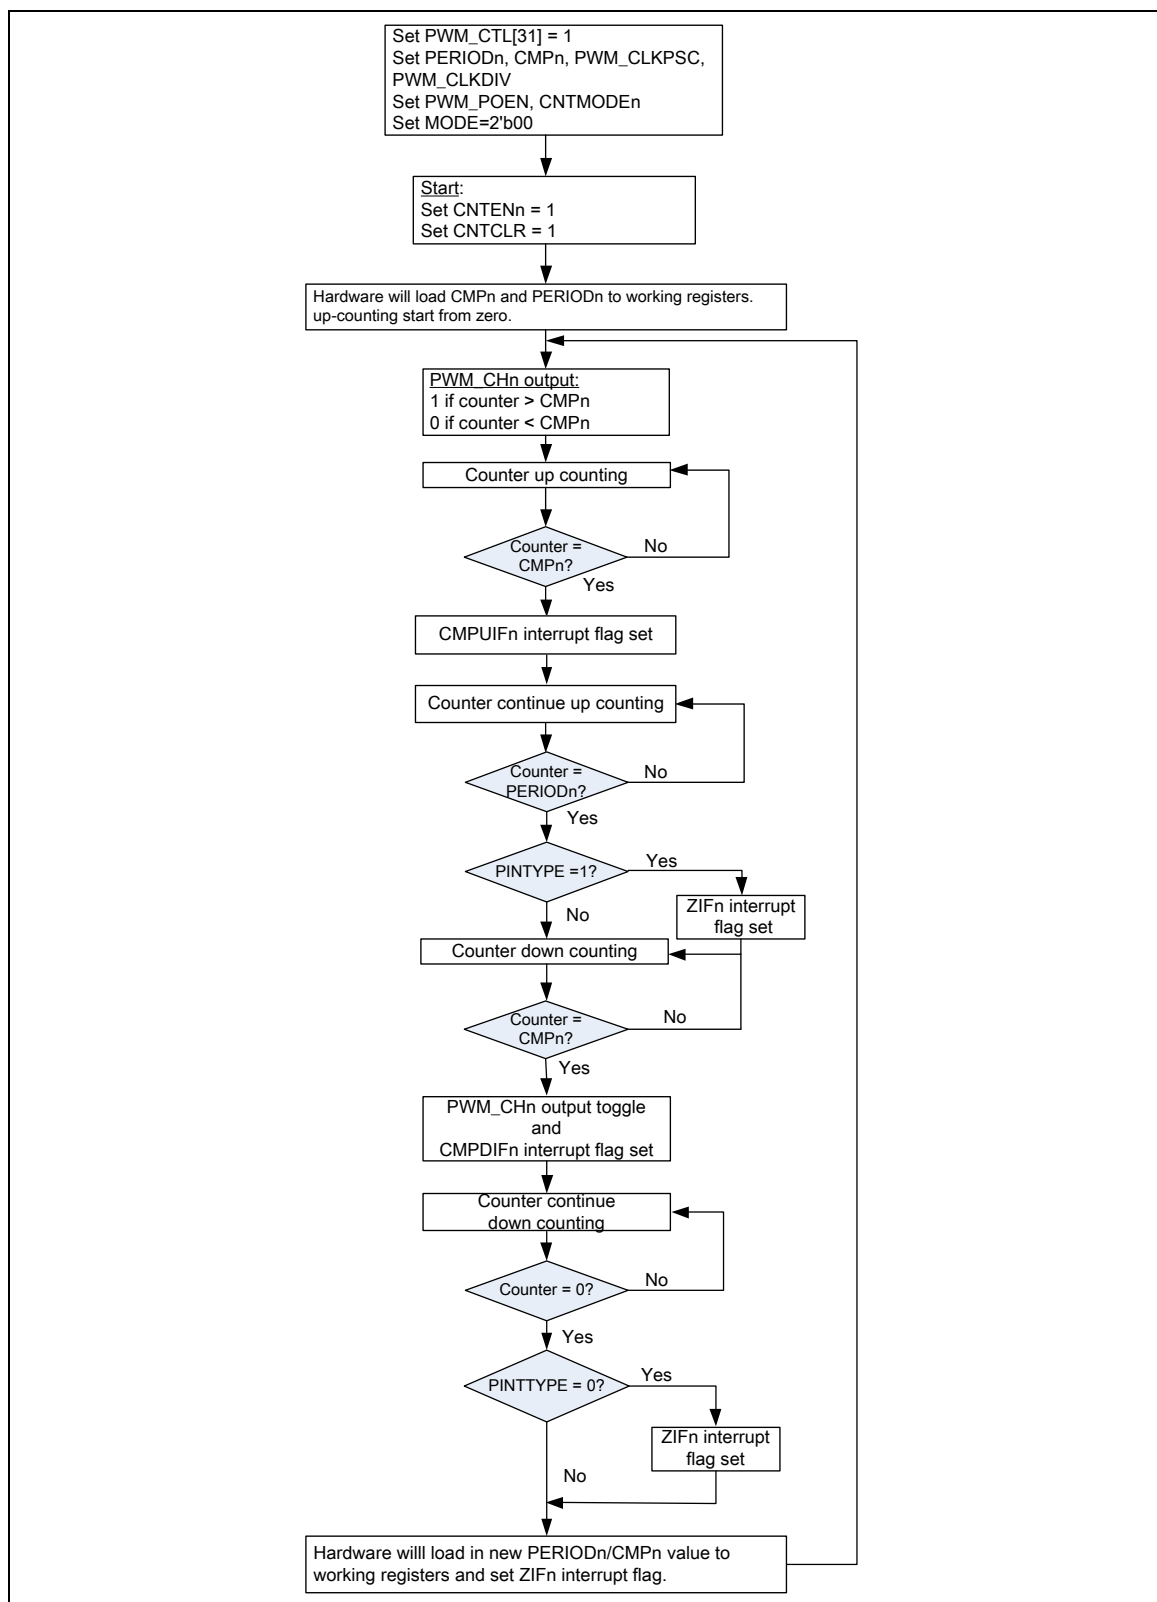 Set PWM_CTL[31] = 1
Set PERIODn, CMPn, PWM_CLKPSC,
PWM_CLKDIV
Set PWM_POEN, CNTMODEn
Set MODE=2'b00
Start:
Set CNTENn = 1
Set CNTCLR = 1
Hardware will load CMPn and PERIODn to working registers.
up-counting start from zero.
PWM_CHn output:
1 if counter > CMPn
0 if counter < CMPn
Counter up counting
Counter =
CMPn?
No
Yes
CMPUIFn interrupt flag set
Counter continue up counting
Counter =
PERIODn?
No
Yes
PINTYPE =1?
Yes
ZIFn interrupt
flag set
No
Counter down counting
Counter =
CMPn?
No
Yes
PWM_CHn output toggle
and
CMPDIFn interrupt flag set
Counter continue
down counting
Counter = 0?
No
Yes
PINTTYPE = 0?
Yes
ZIFn interrupt
flag set
No
Hardware willl load in new PERIODn/CMPn value to
working registers and set ZIFn interrupt flag.